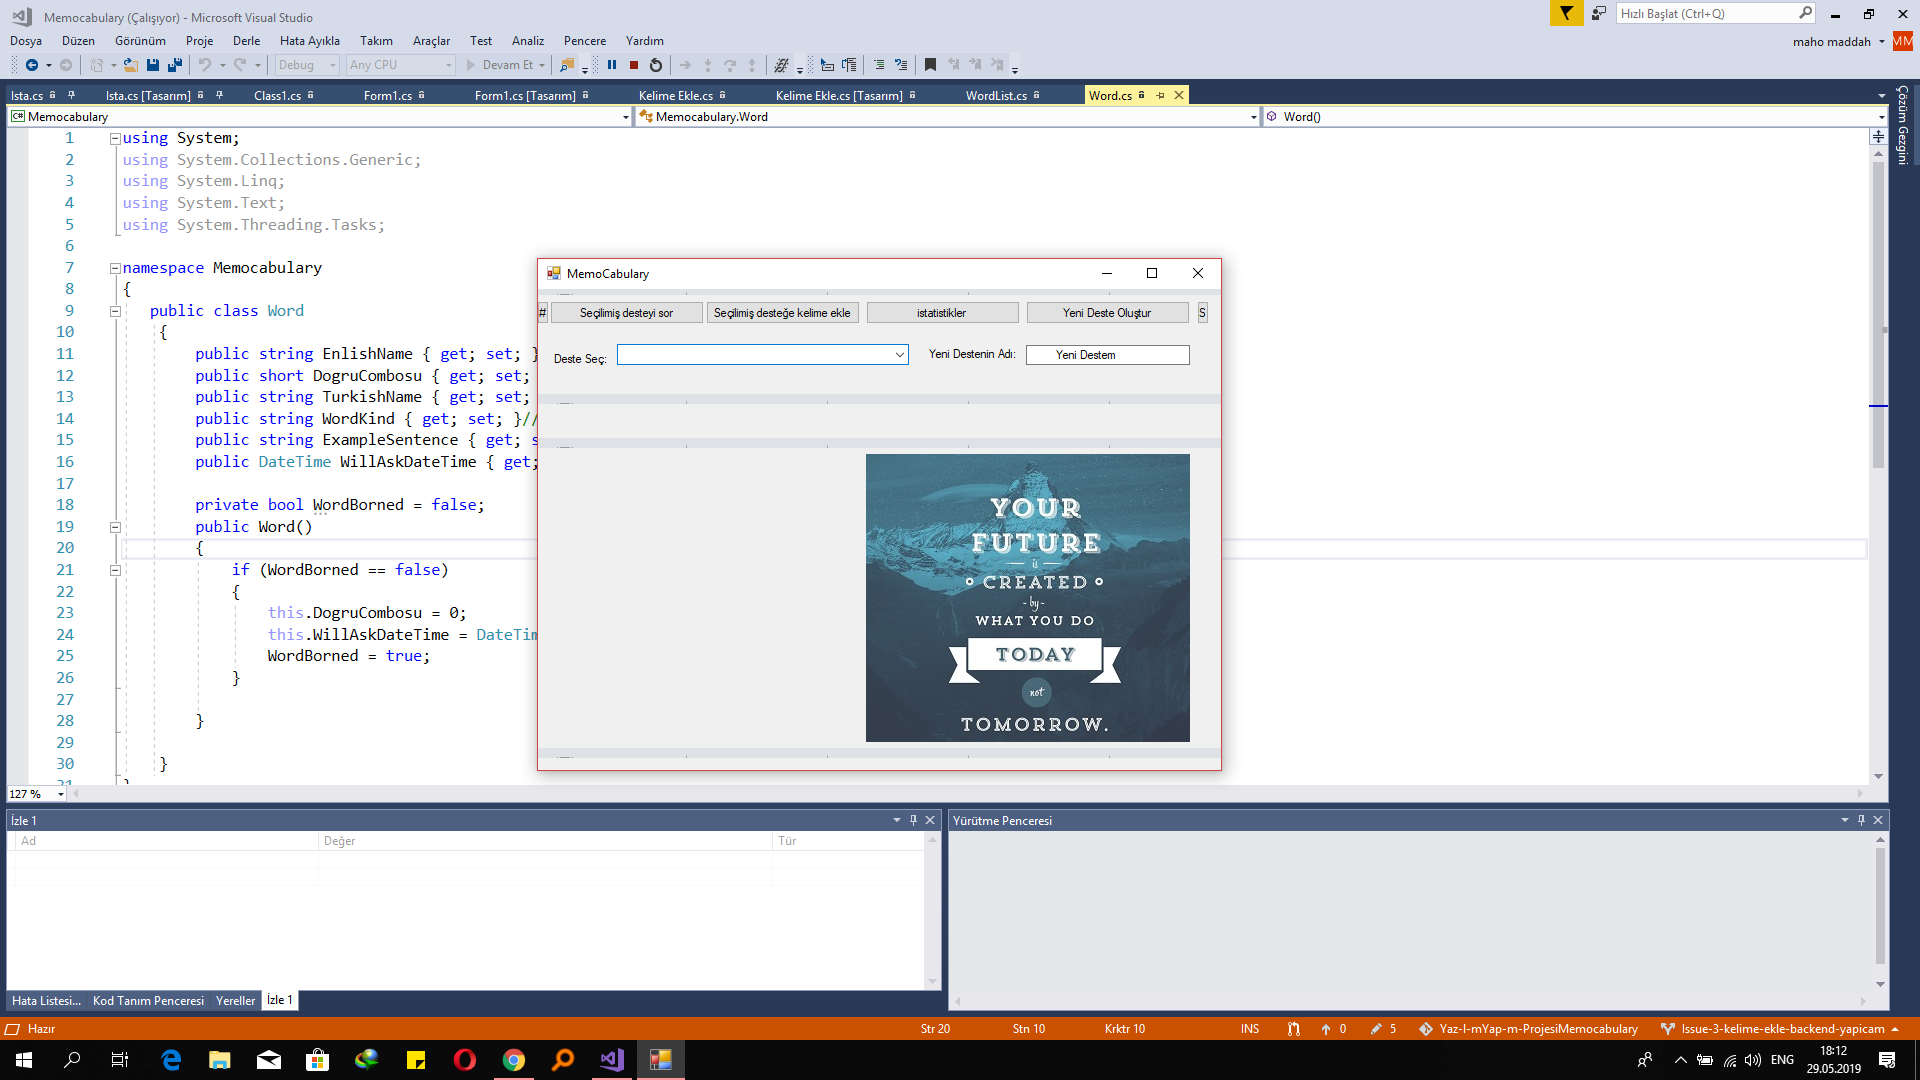 Memocabulary (Çalışıyor) - Microsoft Visual Studio
Hızlı Başlat (Ctrl+Q)
Dosya Düzen Görünüm Proje Derle Hata Ayıkla Takım Araçlar Test Analiz Pencere Yardım
maho maddah MM
Debug Any CPU Devam Et
Ista.cs Ista.cs [Tasarım] Class1.cs Form1.cs Form1.cs [Tasarım] Kelime Ekle.cs Kelime Ekle.cs [Tasarım] WordList.cs Word.cs
Çözüm Gezgini
C# Memocabulary Memocabulary.Word Word()
1 using System;
2 using System.Collections.Generic;
3 using System.Linq;
4 using System.Text;
5 using System.Threading.Tasks;
6
7 namespace Memocabulary
8 {
9 public class Word
10 {
11 public string EnlishName { get; set; }
12 public short DogruCombosu { get; set;
13 public string TurkishName { get; set;
14 public string WordKind { get; set; }//
15 public string ExampleSentence { get; s
16 public DateTime WillAskDateTime { get;
17
18 private bool WordBorned = false;
19 public Word()
20 {
21 if (WordBorned == false)
22 {
23 this.DogruCombosu = 0;
24 this.WillAskDateTime = DateTim
25 WordBorned = true;
26 }
27
28 }
29
30 }
31 }
MemoCabulary
# Seçilimiş desteyi sor Seçilimiş desteğe kelime ekle istatistikler Yeni Deste Oluştur S
Deste Seç: Yeni Destenin Adı: Yeni Destem
YOUR
FUTURE
is
CREATED
-by-
WHAT YOU DO
TODAY
not
TOMORROW.
127 %
İzle 1
Ad Değer Tür
Yürütme Penceresi
Hata Listesi... Kod Tanım Penceresi Yereller İzle 1
Hazır Str 20 Stn 10 Krktr 10 INS 0 5 Yaz-l-mYap-m-ProjesiMemocabulary Issue-3-kelime-ekle-backend-yapicam
ENG 18:12
29.05.2019